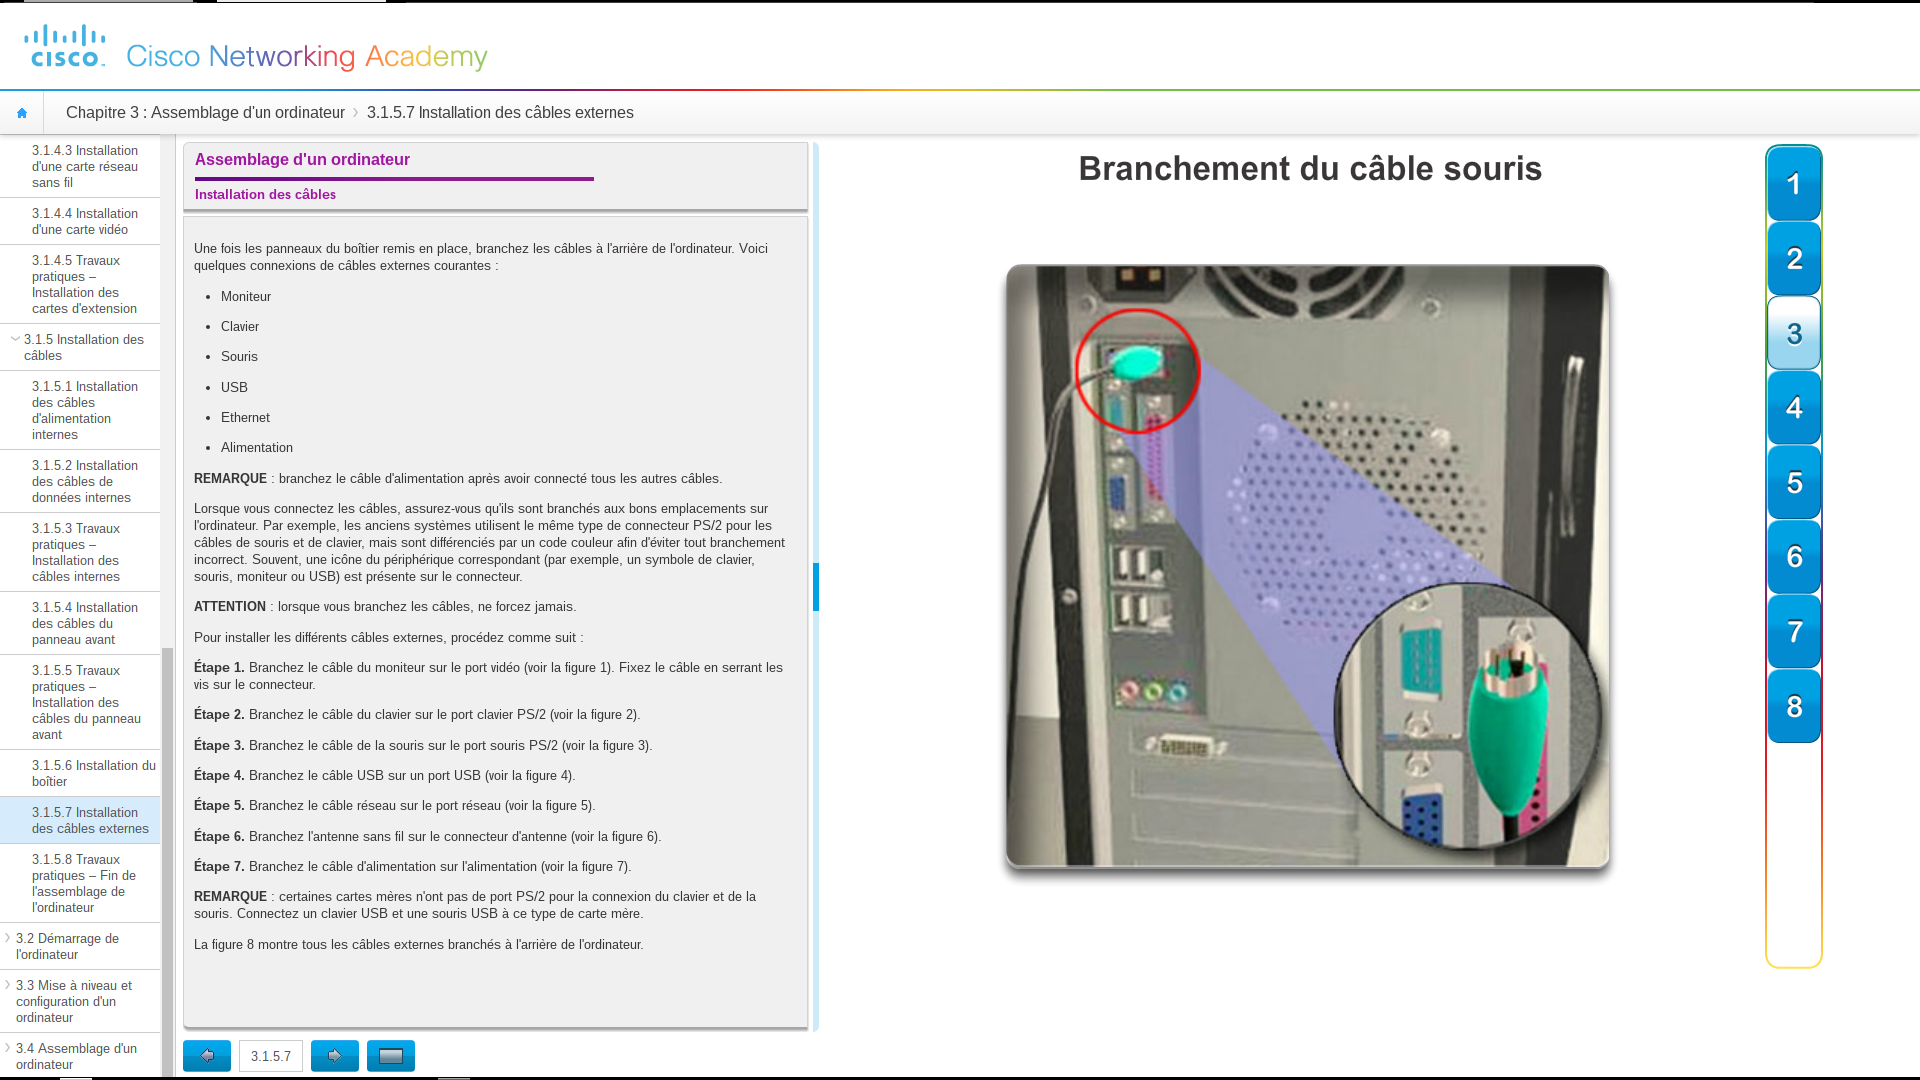 CISCO
Cisco Networking Academy
Chapitre 3 : Assemblage d'un ordinateur
3.1.5.7 Installation des câbles externes
3.1.4.3 Installation
d'une carte réseau
sans fil
3.1.4.4 Installation
d'une carte vidéo
3.1.4.5 Travaux
pratiques –
Installation des
cartes d'extension
3.1.5 Installation des
câbles
3.1.5.1 Installation
des câbles
d'alimentation
internes
3.1.5.2 Installation
des câbles de
données internes
3.1.5.3 Travaux
pratiques –
Installation des
câbles internes
3.1.5.4 Installation
des câbles du
panneau avant
3.1.5.5 Travaux
pratiques –
Installation des
câbles du panneau
avant
3.1.5.6 Installation du
boîtier
3.1.5.7 Installation
des câbles externes
3.1.5.8 Travaux
pratiques – Fin de
l'assemblage de
l'ordinateur
3.2 Démarrage de
l'ordinateur
3.3 Mise à niveau et
configuration d'un
ordinateur
3.4 Assemblage d'un
ordinateur
Assemblage d'un ordinateur
Installation des câbles
Une fois les panneaux du boîtier remis en place, branchez les câbles à l'arrière de l'ordinateur. Voici
quelques connexions de câbles externes courantes :
• Moniteur
• Clavier
• Souris
• USB
• Ethernet
• Alimentation
REMARQUE : branchez le câble d'alimentation après avoir connecté tous les autres câbles.
Lorsque vous connectez les câbles, assurez-vous qu'ils sont branchés aux bons emplacements sur
l'ordinateur. Par exemple, les anciens systèmes utilisent le même type de connecteur PS/2 pour les
câbles de souris et de clavier, mais sont différenciés par un code couleur afin d'éviter tout branchement
incorrect. Souvent, une icône du périphérique correspondant (par exemple, un symbole de clavier,
souris, moniteur ou USB) est présente sur le connecteur.
ATTENTION : lorsque vous branchez les câbles, ne forcez jamais.
Pour installer les différents câbles externes, procédez comme suit :
Étape 1. Branchez le câble du moniteur sur le port vidéo (voir la figure 1). Fixez le câble en serrant les
vis sur le connecteur.
Étape 2. Branchez le câble du clavier sur le port clavier PS/2 (voir la figure 2).
Étape 3. Branchez le câble de la souris sur le port souris PS/2 (voir la figure 3).
Étape 4. Branchez le câble USB sur un port USB (voir la figure 4).
Étape 5. Branchez le câble réseau sur le port réseau (voir la figure 5).
Étape 6. Branchez l'antenne sans fil sur le connecteur d'antenne (voir la figure 6).
Étape 7. Branchez le câble d'alimentation sur l'alimentation (voir la figure 7).
REMARQUE : certaines cartes mères n'ont pas de port PS/2 pour la connexion du clavier et de la
souris. Connectez un clavier USB et une souris USB à ce type de carte mère.
La figure 8 montre tous les câbles externes branchés à l'arrière de l'ordinateur.
3.1.5.7
Branchement du câble souris
1
2
3
4
5
6
7
8